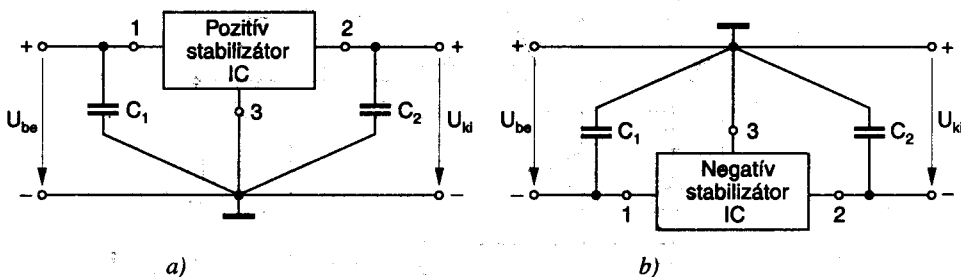 Pozitív
stabilizátor
IC
1
2
3
+
+
U_be
C_1
C_2
U_ki
–
–
a)
+
+
U_be
C_1
3
C_2
U_ki
–
–
Negatív
stabilizátor
IC
1
2
b)